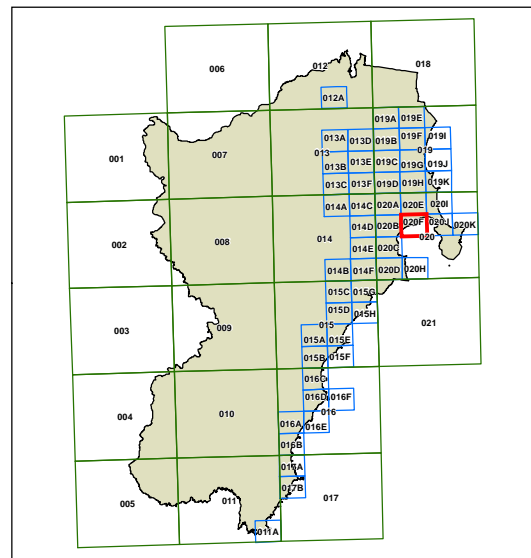 012 018
006
012A
019A 019E
013A 013D 019B 019F 019I
001 007 013 019
013B 013E 019C 019G 019J
013C 013F 019D 019H 019K
014A 014C 020A 020E 020I
014D 020B 020F 020J 020K
002 008 014 020
014E 020C
014B 014F 020D 020H
015C 015G
015D 015H
003 009 015 021
015A 015E
015B 015F
016C
016D 016F
004 010 016
016A 016E
016B
017A
017B
005 011 017
011A